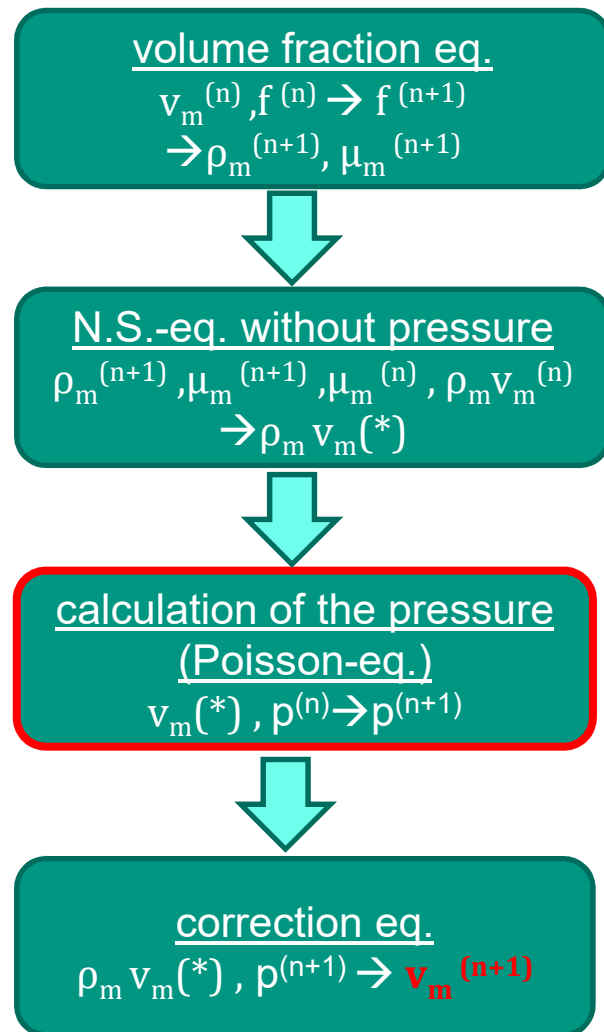 volume fraction eq.
vₘ⁽ⁿ⁾ ,f ⁽ⁿ⁾ → f ⁽ⁿ⁺¹⁾
→ρₘ⁽ⁿ⁺¹⁾, μₘ⁽ⁿ⁺¹⁾
N.S.-eq. without pressure
ρₘ⁽ⁿ⁺¹⁾ ,μₘ⁽ⁿ⁺¹⁾ ,μₘ⁽ⁿ⁾ , ρₘvₘ⁽ⁿ⁾
→ρₘ vₘ(*)
calculation of the pressure
(Poisson-eq.)
vₘ(*) , p⁽ⁿ⁾→p⁽ⁿ⁺¹⁾
correction eq.
ρₘ vₘ(*) , p⁽ⁿ⁺¹⁾ → vₘ⁽ⁿ⁺¹⁾